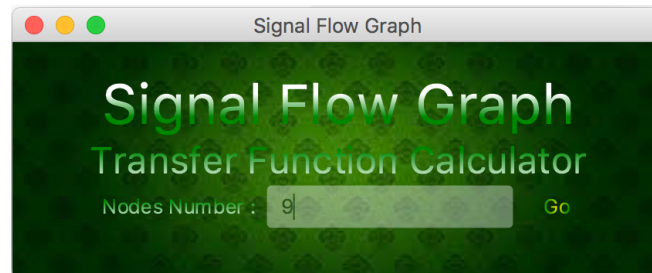 Signal Flow Graph
Signal Flow Graph
Transfer Function Calculator
Nodes Number : 9 Go